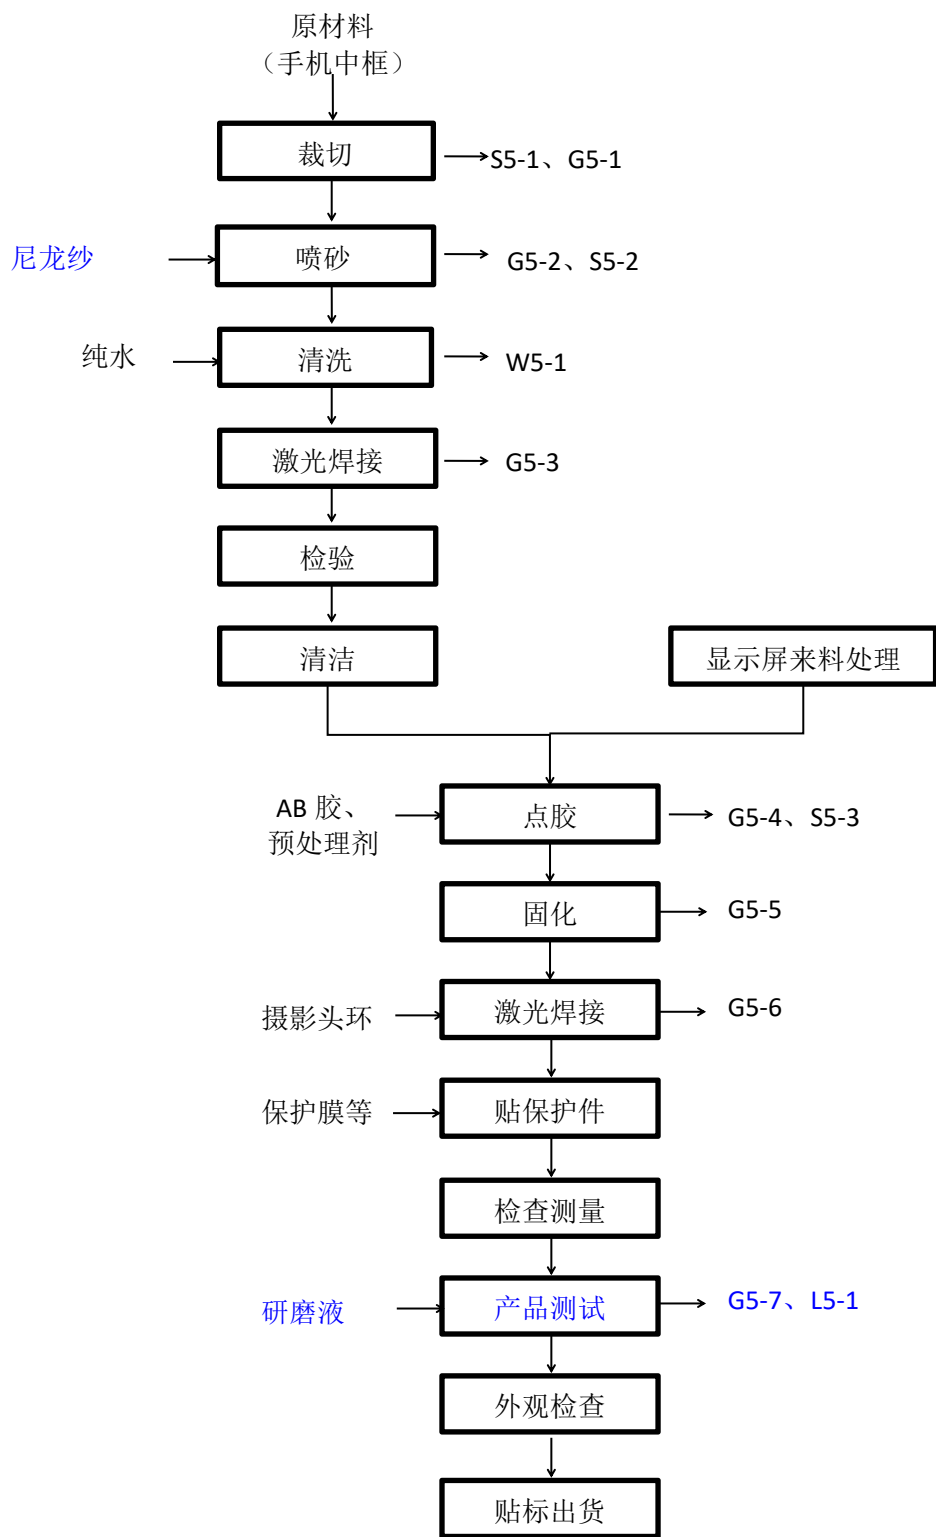 原材料
（手机中框）
裁切
S5-1、G5-1
尼龙纱
喷砂
G5-2、S5-2
纯水
清洗
W5-1
激光焊接
G5-3
检验
清洁
显示屏来料处理
AB 胶、
预处理剂
点胶
G5-4、S5-3
固化
G5-5
摄影头环
激光焊接
G5-6
保护膜等
贴保护件
检查测量
研磨液
产品测试
G5-7、L5-1
外观检查
贴标出货